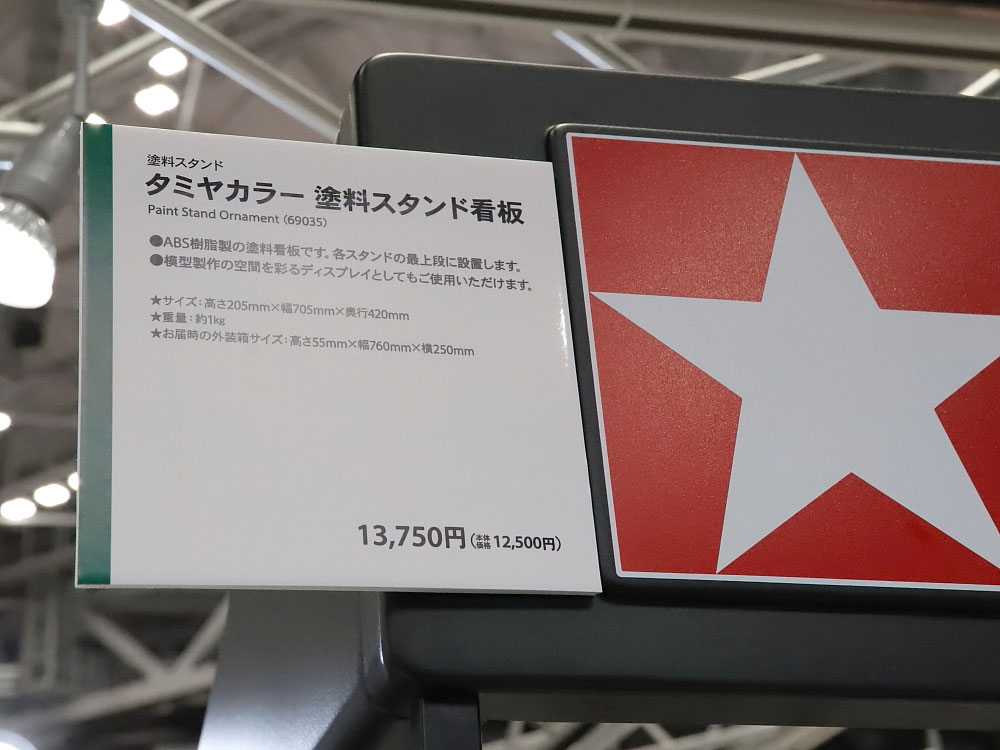 塗料スタンド
タミヤカラー 塗料スタンド看板
Paint Stand Ornament (69035)
●ABS樹脂製の塗料看板です。各スタンドの最上段に設置します。
●模型製作の空間を彩るディスプレイとしてもご使用いただけます。
★サイズ：高さ205mm×幅705mm×奥行420mm
★重量：約1kg
★お届時の外装箱サイズ：高さ55mm×幅760mm×横250mm
13,750円(本体価格 12,500円)